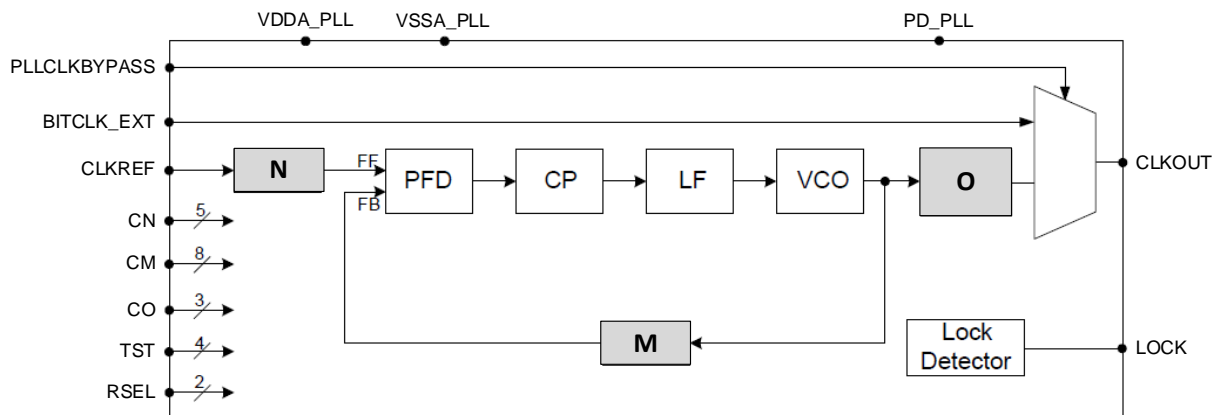 VDDA_PLL
VSSA_PLL
PD_PLL
PLLCLKBYPASS
BITCLK_EXT
CLKREF
N
FF
FB
PFD
CP
LF
VCO
O
CLKOUT
CN
5
CM
8
CO
3
TST
4
RSEL
2
M
Lock
Detector
LOCK